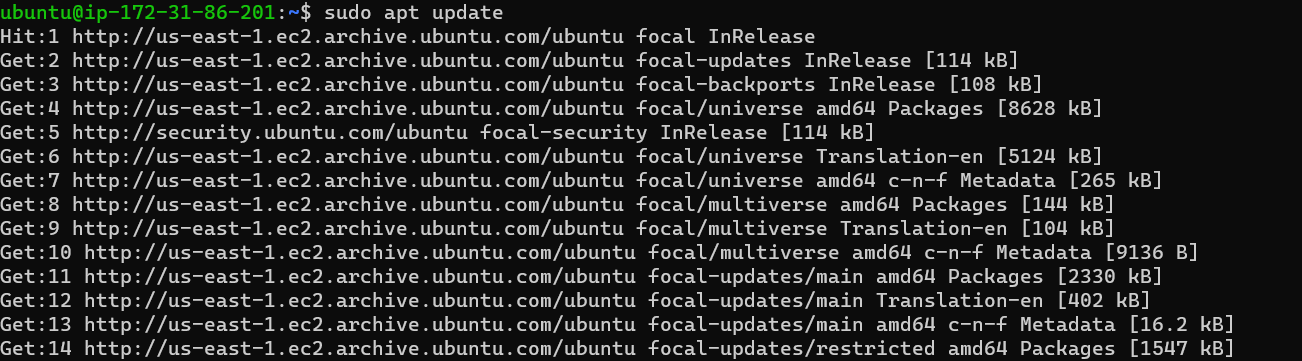 ubuntu@ip-172-31-86-201:~$ sudo apt update
Hit:1 http://us-east-1.ec2.archive.ubuntu.com/ubuntu focal InRelease
Get:2 http://us-east-1.ec2.archive.ubuntu.com/ubuntu focal-updates InRelease [114 kB]
Get:3 http://us-east-1.ec2.archive.ubuntu.com/ubuntu focal-backports InRelease [108 kB]
Get:4 http://us-east-1.ec2.archive.ubuntu.com/ubuntu focal/universe amd64 Packages [8628 kB]
Get:5 http://security.ubuntu.com/ubuntu focal-security InRelease [114 kB]
Get:6 http://us-east-1.ec2.archive.ubuntu.com/ubuntu focal/universe Translation-en [5124 kB]
Get:7 http://us-east-1.ec2.archive.ubuntu.com/ubuntu focal/universe amd64 c-n-f Metadata [265 kB]
Get:8 http://us-east-1.ec2.archive.ubuntu.com/ubuntu focal/multiverse amd64 Packages [144 kB]
Get:9 http://us-east-1.ec2.archive.ubuntu.com/ubuntu focal/multiverse Translation-en [104 kB]
Get:10 http://us-east-1.ec2.archive.ubuntu.com/ubuntu focal/multiverse amd64 c-n-f Metadata [9136 B]
Get:11 http://us-east-1.ec2.archive.ubuntu.com/ubuntu focal-updates/main amd64 Packages [2330 kB]
Get:12 http://us-east-1.ec2.archive.ubuntu.com/ubuntu focal-updates/main Translation-en [402 kB]
Get:13 http://us-east-1.ec2.archive.ubuntu.com/ubuntu focal-updates/main amd64 c-n-f Metadata [16.2 kB]
Get:14 http://us-east-1.ec2.archive.ubuntu.com/ubuntu focal-updates/restricted amd64 Packages [1547 kB]